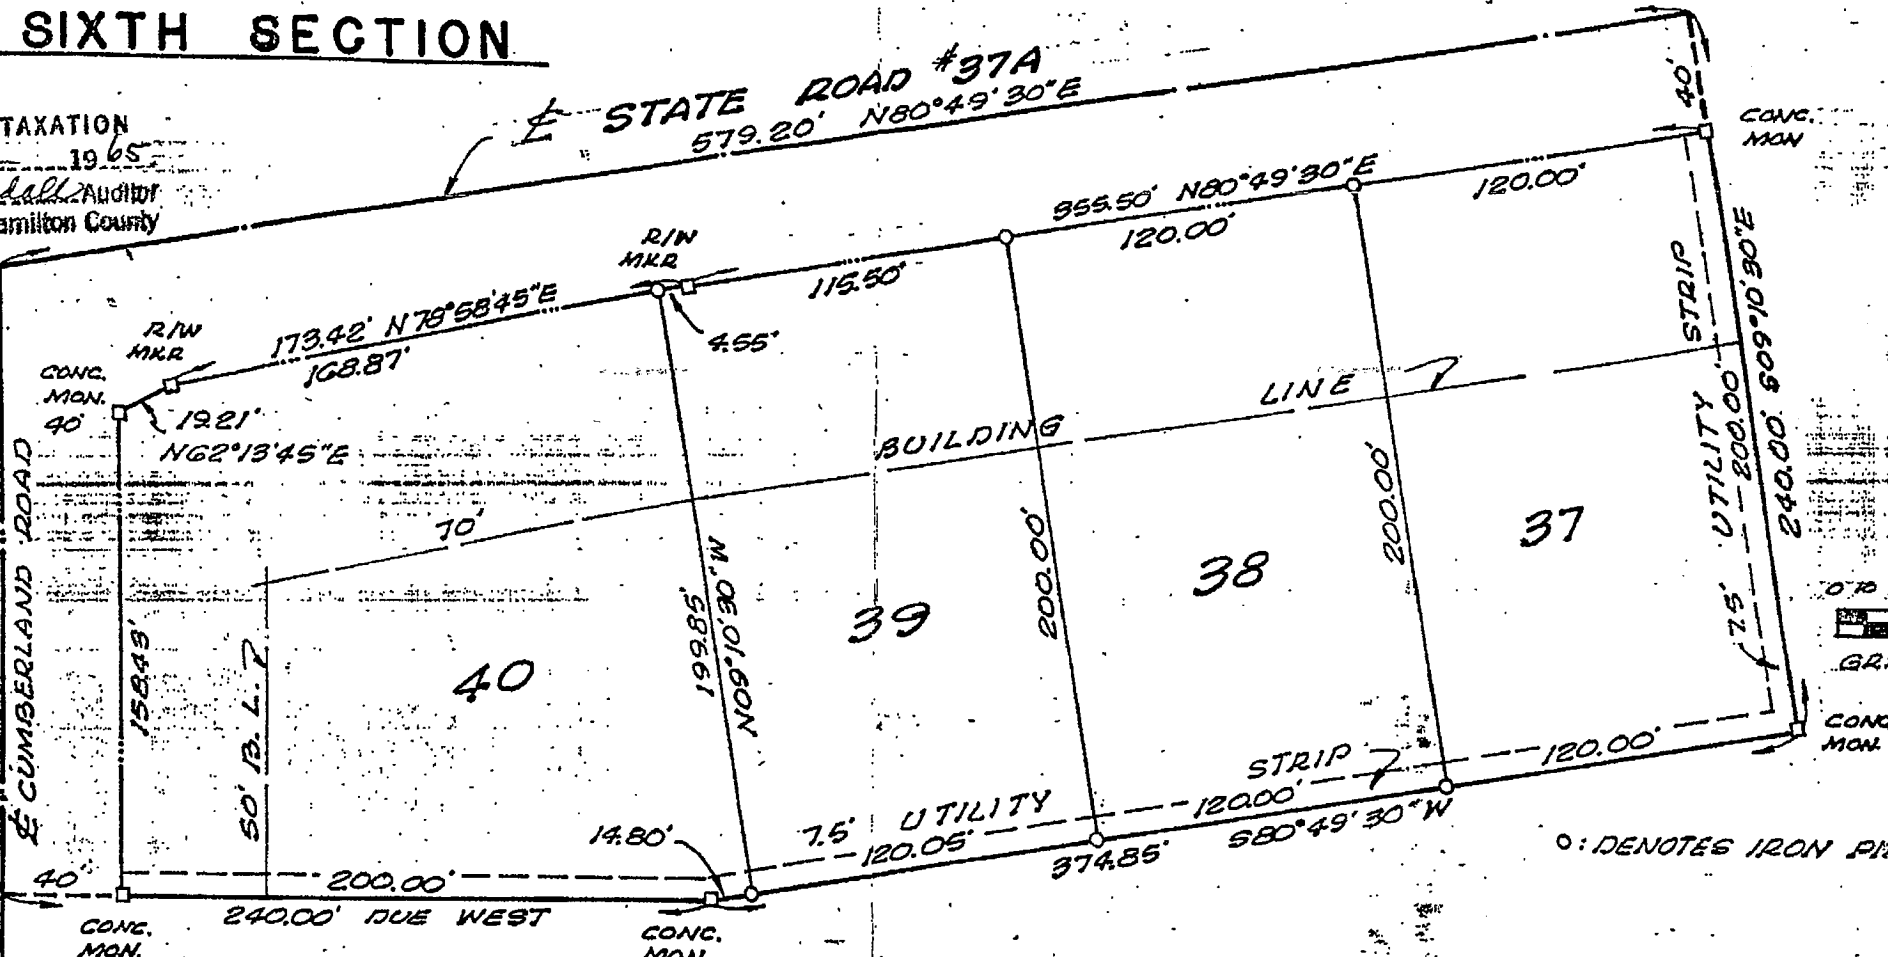 SIXTH SECTION
TAXATION
1965
Auditor
amilton County
℄ STATE ROAD #37A
579.20' N80°49'30"E
40'
CONC.
MON
355.50' N80°49'30"E
120.00'
120.00'
R/W
MKR
115.50'
4.55'
173.42' N78°58'45"E
168.87'
R/W
MKR
CONC.
MON.
40'
19.21'
N62°13'45"E
℄ CUMBERLAND ROAD
158.43'
50' B. L.
70'
BUILDING LINE
40
39
38
37
199.85'
N09°10'30"W
200.00'
200.00'
7.5' UTILITY STRIP
200.00'
S09°10'30"E
240.00'
0 10
GR
CONC
MON.
7.5' UTILITY STRIP
14.80'
120.05'
120.00'
120.00'
374.85' S80°49'30"W
O: DENOTES IRON
40'
200.00'
240.00' DUE WEST
CONC.
MON.
CONC.
MON.